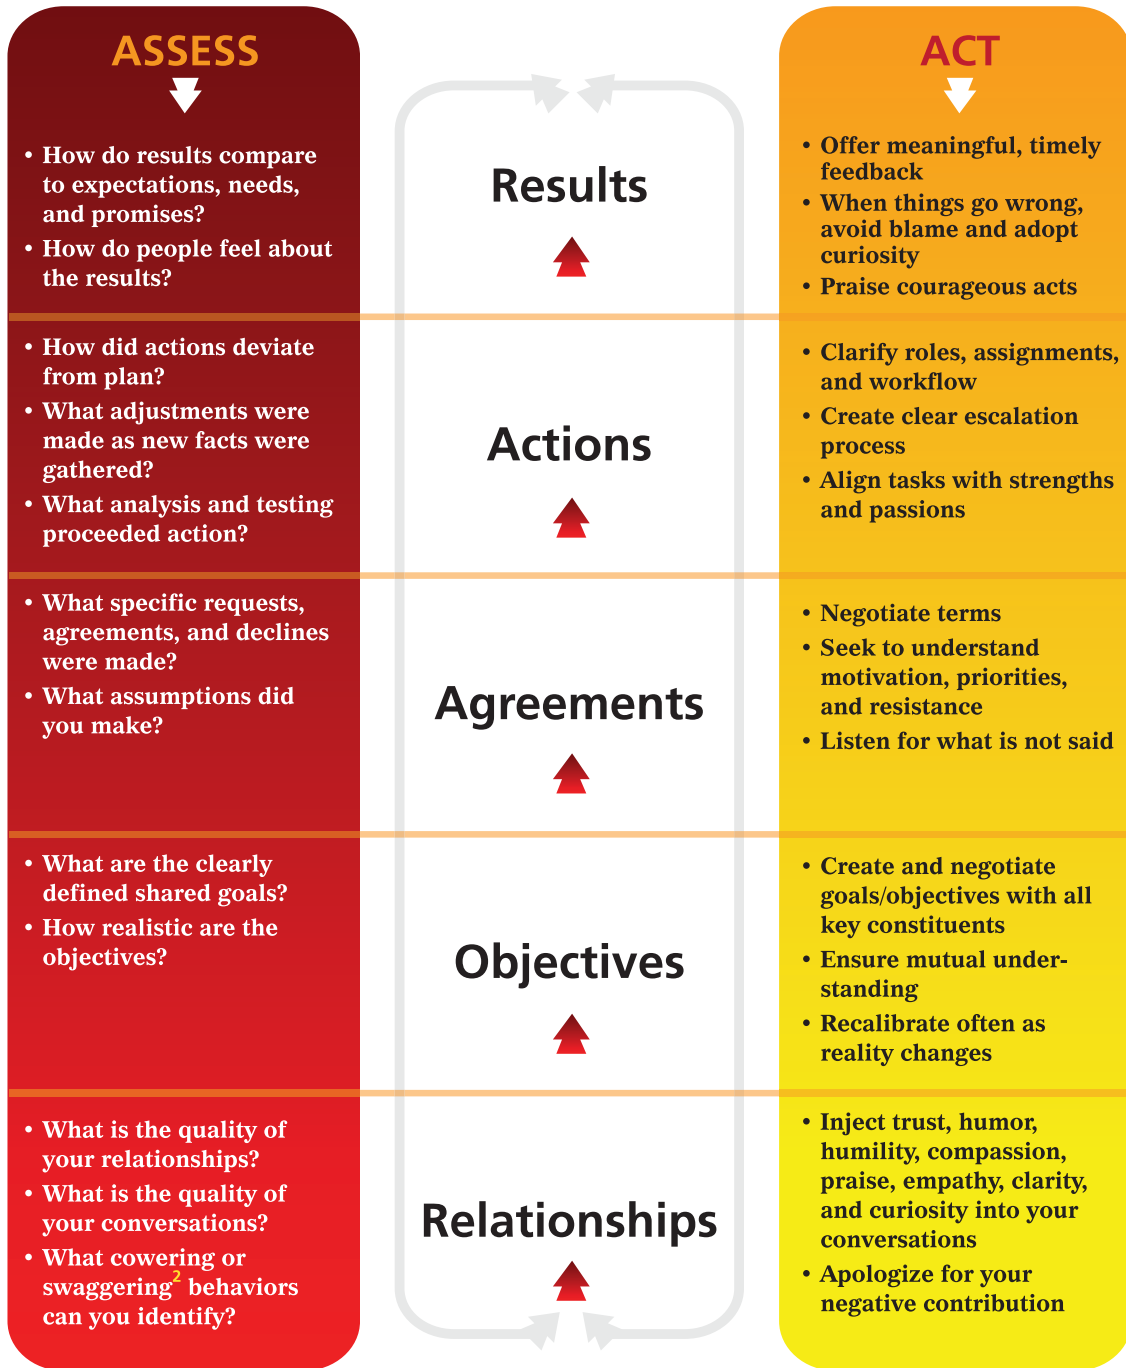 ASSESS
• How do results compare
to expectations, needs,
and promises?
• How do people feel about
the results?
• How did actions deviate
from plan?
• What adjustments were
made as new facts were
gathered?
• What analysis and testing
proceeded action?
• What specific requests,
agreements, and declines
were made?
• What assumptions did
you make?
• What are the clearly
defined shared goals?
• How realistic are the
objectives?
• What is the quality of
your relationships?
• What is the quality of
your conversations?
• What cowering or
swaggering² behaviors
can you identify?
Results
Actions
Agreements
Objectives
Relationships
ACT
• Offer meaningful, timely
feedback
• When things go wrong,
avoid blame and adopt
curiosity
• Praise courageous acts
• Clarify roles, assignments,
and workflow
• Create clear escalation
process
• Align tasks with strengths
and passions
• Negotiate terms
• Seek to understand
motivation, priorities,
and resistance
• Listen for what is not said
• Create and negotiate
goals/objectives with all
key constituents
• Ensure mutual under-
standing
• Recalibrate often as
reality changes
• Inject trust, humor,
humility, compassion,
praise, empathy, clarity,
and curiosity into your
conversations
• Apologize for your
negative contribution